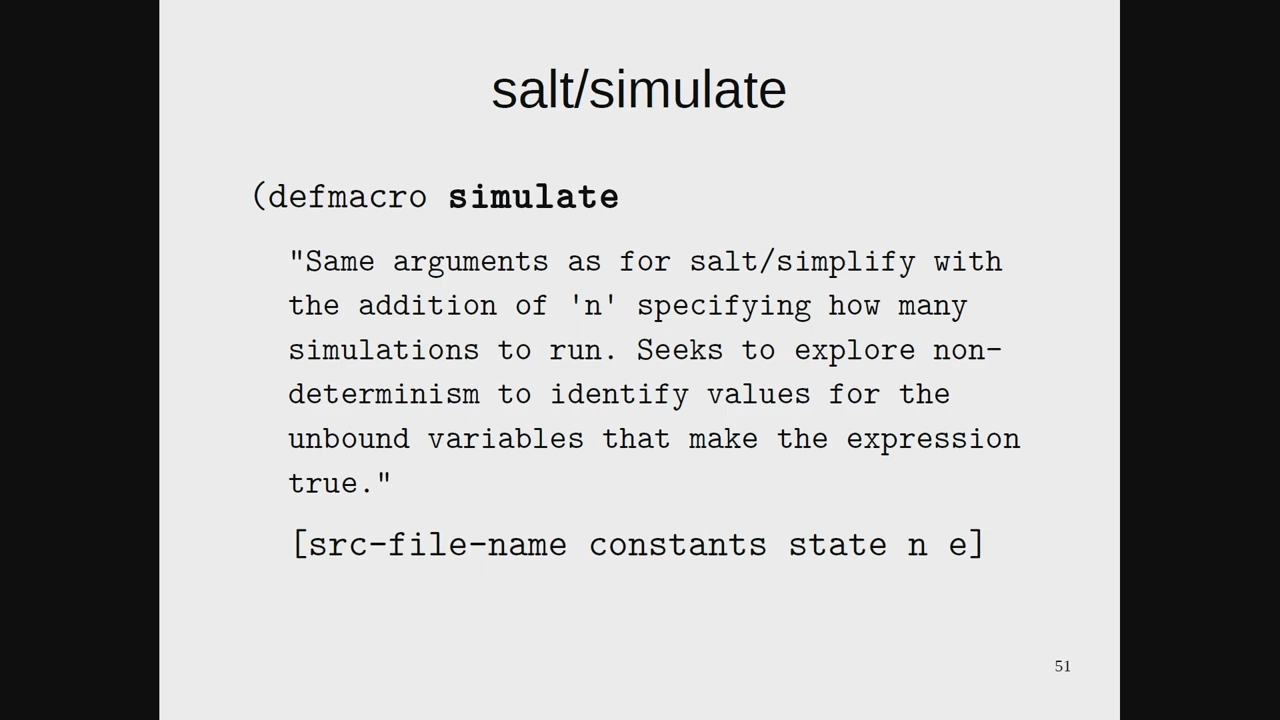 salt/simulate
(defmacro simulate
"Same arguments as for salt/simplify with
the addition of 'n' specifying how many
simulations to run. Seeks to explore non-
determinism to identify values for the
unbound variables that make the expression
true."
[src-file-name constants state n e]
51